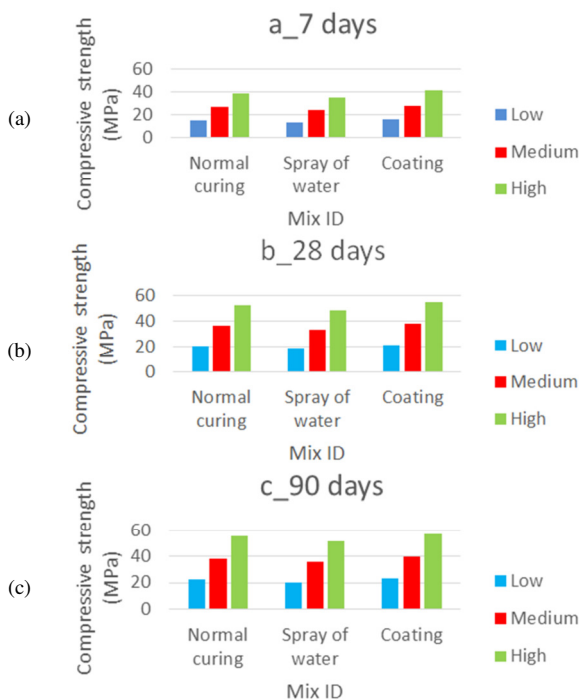 (a)
a_7 days
Compressive strength
(MPa)
60
40
20
0
Normal
curing
Spray of
water
Coating
Mix ID
Low
Medium
High
(b)
b_28 days
Compressive strength
(MPa)
60
40
20
0
Normal
curing
Spray of
water
Coating
Mix ID
Low
Medium
High
(c)
c_90 days
Compressive strength
(MPa)
60
40
20
0
Normal
curing
Spray of
water
Coating
Mix ID
Low
Medium
High